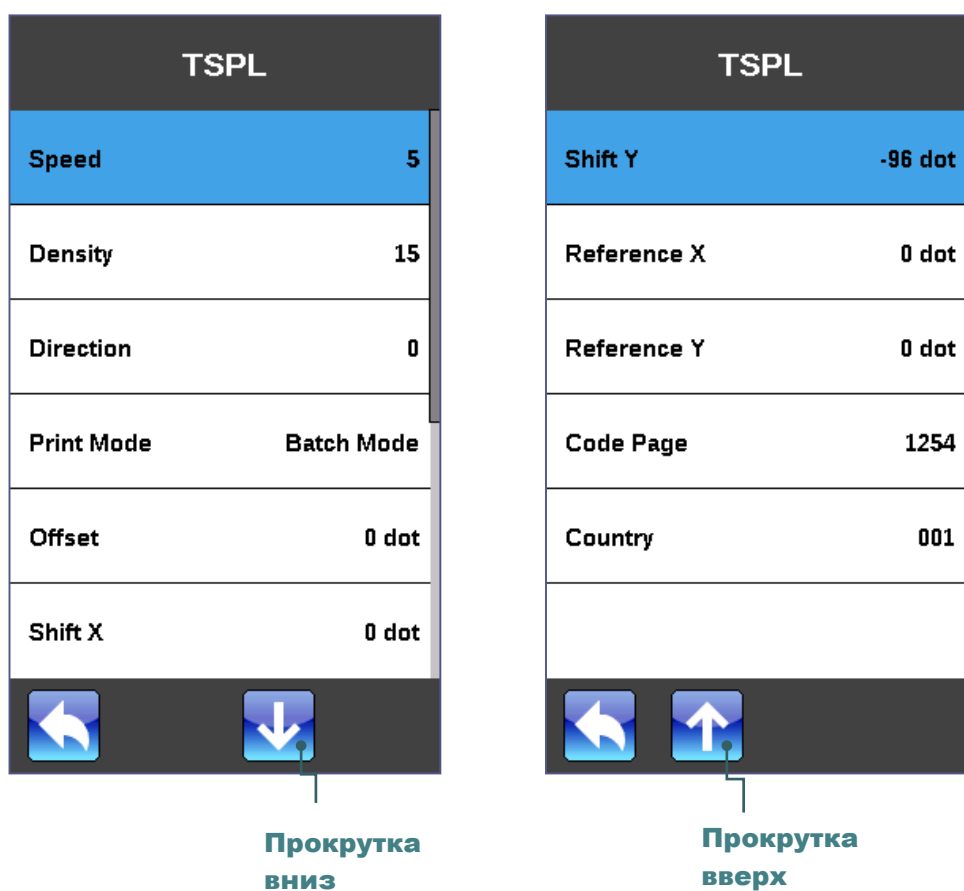 TSPL
Speed 5
Density 15
Direction 0
Print Mode Batch Mode
Offset 0 dot
Shift X 0 dot
Прокрутка
вниз
TSPL
Shift Y -96 dot
Reference X 0 dot
Reference Y 0 dot
Code Page 1254
Country 001
Прокрутка
вверх